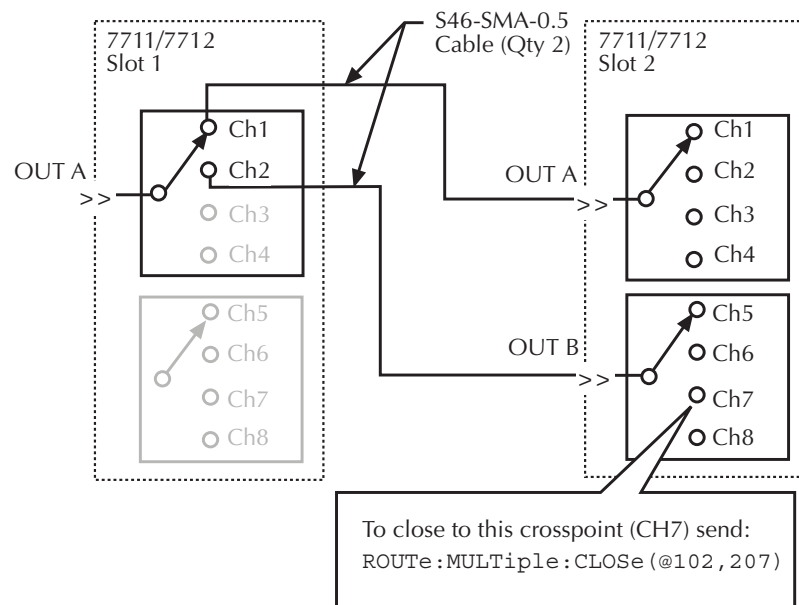 S46-SMA-0.5
Cable (Qty 2)
7711/7712
Slot 1
OUT A
>>
Ch1
Ch2
Ch3
Ch4
Ch5
Ch6
Ch7
Ch8
7711/7712
Slot 2
OUT A
>>
Ch1
Ch2
Ch3
Ch4
OUT B
>>
Ch5
Ch6
Ch7
Ch8
To close to this crosspoint (CH7) send:
ROUTe:MULTiple:CLOSe(@102,207)